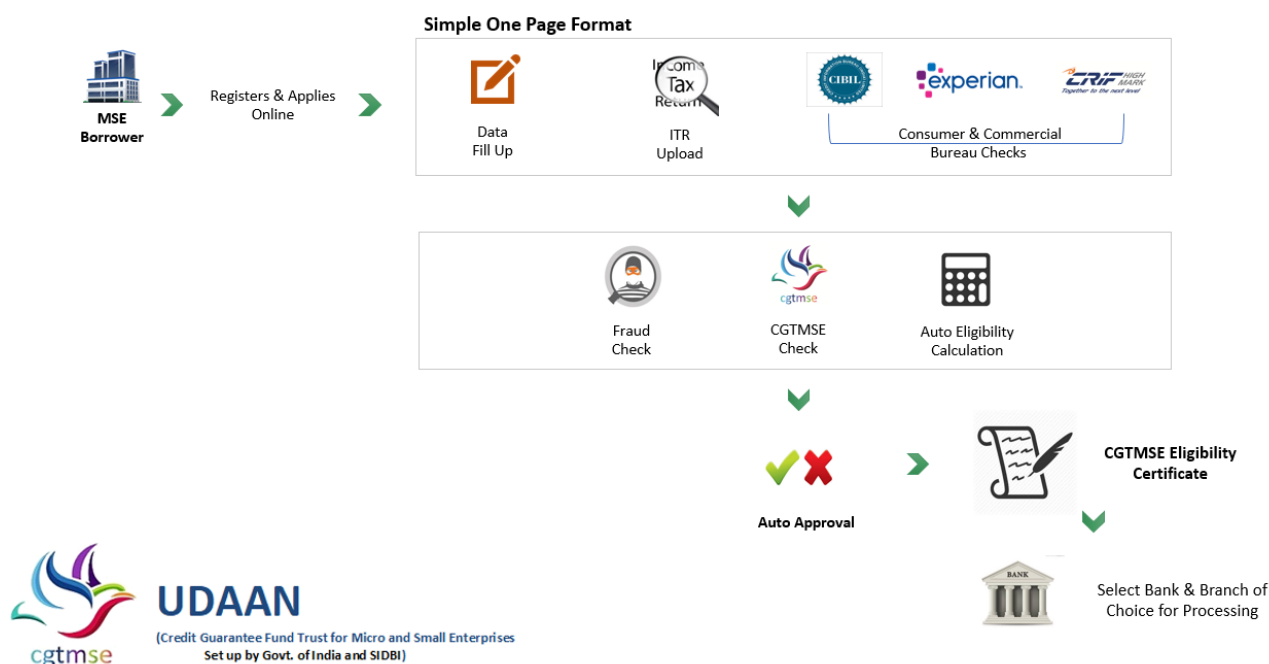 Simple One Page Format
MSE
Borrower
Registers & Applies
Online
Data
Fill Up
Income
Tax
Return
ITR
Upload
CIBIL
experian.
CRIF HIGH
MARK
Together to the next level
Consumer & Commercial
Bureau Checks
Fraud
Check
cgtmse
CGTMSE
Check
Auto Eligibility
Calculation
Auto Approval
CGTMSE Eligibility
Certificate
BANK
Select Bank & Branch of
Choice for Processing
cgtmse
UDAAN
(Credit Guarantee Fund Trust for Micro and Small Enterprises
Set up by Govt. of India and SIDBI)